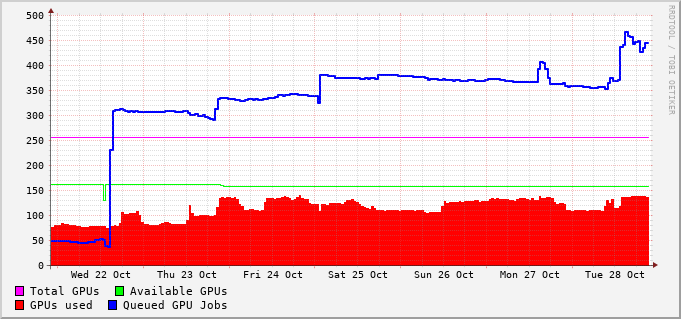 500
450
400
350
300
250
200
150
100
50
0
Wed 22 Oct Thu 23 Oct Fri 24 Oct Sat 25 Oct Sun 26 Oct Mon 27 Oct Tue 28 Oct
Total GPUs Available GPUs
GPUs used Queued GPU Jobs
RRDTOOL / TOBI OETIKER